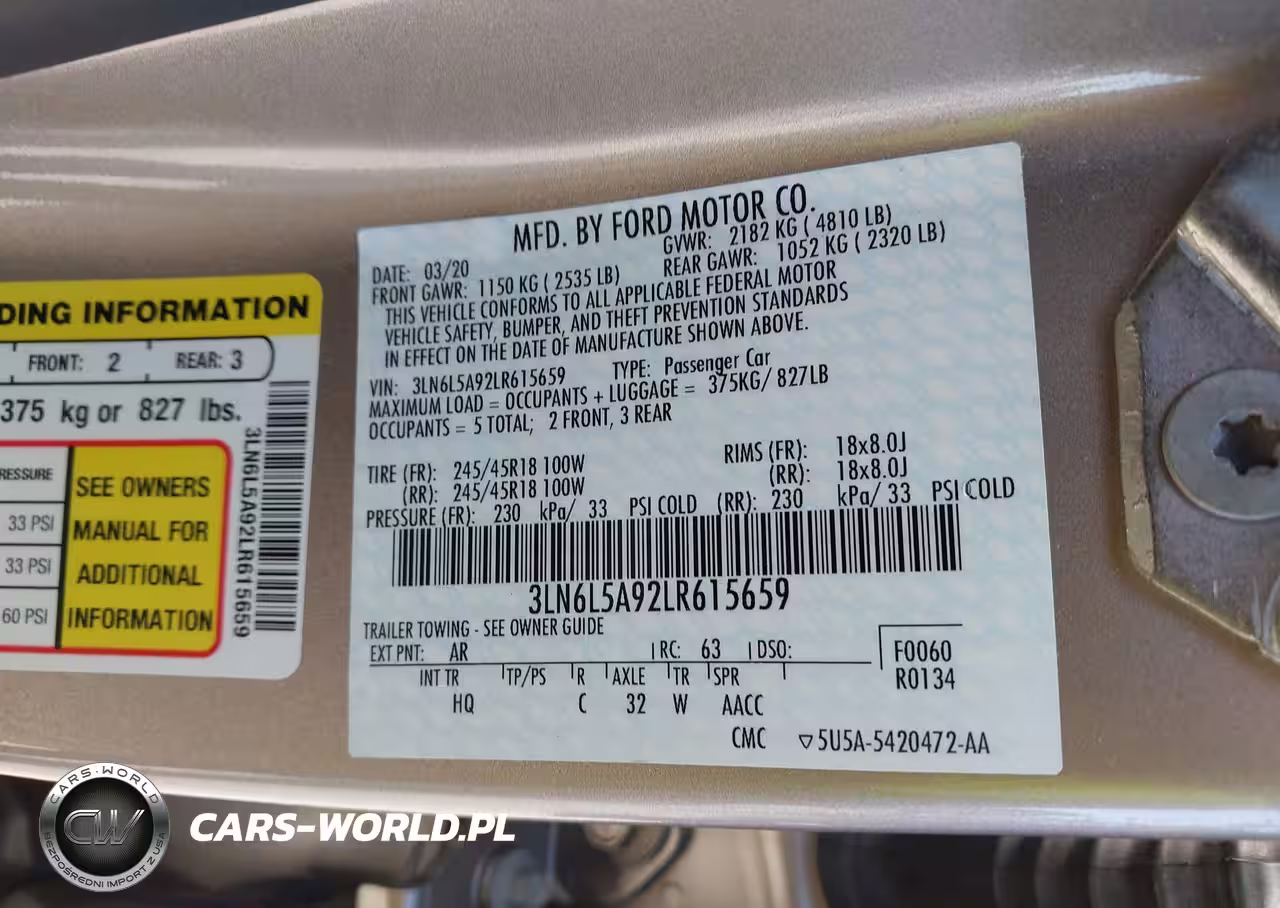 DING INFORMATION
FRONT: 2 REAR: 3
375 kg or 827 lbs.
RESSURE
33 PSI
33 PSI
60 PSI
SEE OWNERS
MANUAL FOR
ADDITIONAL
INFORMATION
3LN6L5A92LR615659
MFD. BY FORD MOTOR CO.
DATE: 03/20 GVWR: 2182 KG ( 4810 LB)
FRONT GAWR: 1150 KG ( 2535 LB) REAR GAWR: 1052 KG ( 2320 LB)
THIS VEHICLE CONFORMS TO ALL APPLICABLE FEDERAL MOTOR
VEHICLE SAFETY, BUMPER, AND THEFT PREVENTION STANDARDS
IN EFFECT ON THE DATE OF MANUFACTURE SHOWN ABOVE.
VIN: 3LN6L5A92LR615659 TYPE: Passenger Car
MAXIMUM LOAD = OCCUPANTS + LUGGAGE = 375KG/ 827LB
OCCUPANTS = 5 TOTAL; 2 FRONT, 3 REAR
TIRE (FR): 245/45R18 100W RIMS (FR): 18x8.0J
(RR): 245/45R18 100W (RR): 18x8.0J
PRESSURE (FR): 230 kPa/ 33 PSI COLD (RR): 230 kPa/ 33 PSI COLD
3LN6L5A92LR615659
TRAILER TOWING - SEE OWNER GUIDE
EXT PNT: AR RC: 63 DSO: F0060
INT TR TP/PS R AXLE TR SPR R0134
HQ C 32 W AACC
CMC ▽5U5A-5420472-AA
CARS-WORLD
CW
BEZPOŚREDNI IMPORT Z USA
CARS-WORLD.PL